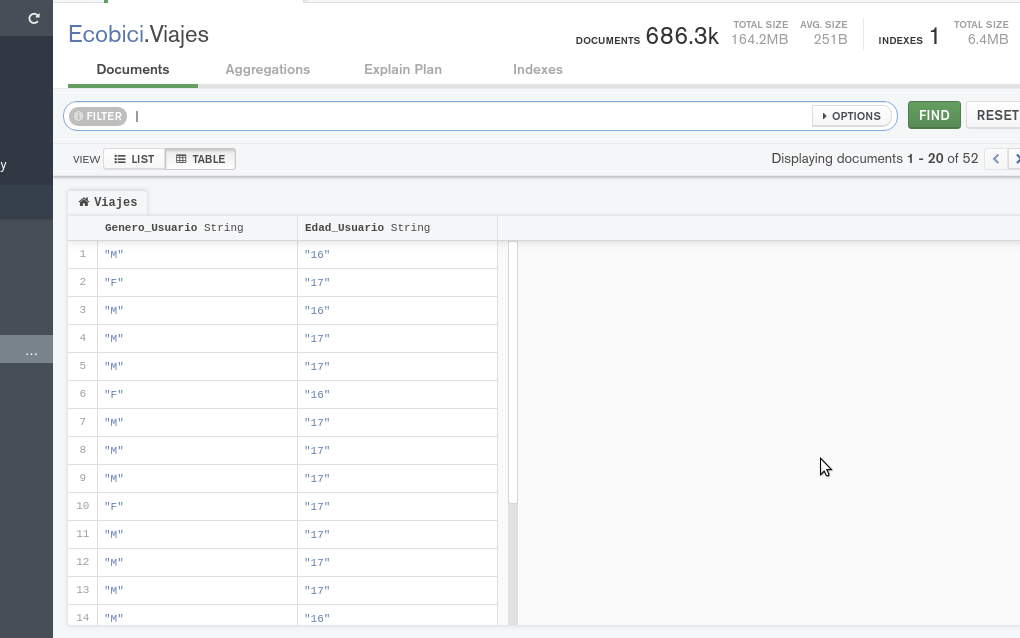 Ecobici.Viajes
DOCUMENTS 686.3k TOTAL SIZE 164.2MB AVG. SIZE 251B INDEXES 1 TOTAL SIZE 6.4MB
Documents Aggregations Explain Plan Indexes
FILTER OPTIONS FIND RESET
y
VIEW LIST TABLE Displaying documents 1 - 20 of 52
Viajes
Genero_Usuario String Edad_Usuario String
1 "M" "16"
2 "F" "17"
3 "M" "16"
4 "M" "17"
...
5 "M" "17"
6 "F" "16"
7 "M" "17"
8 "M" "17"
9 "M" "17"
10 "F" "17"
11 "M" "17"
12 "M" "17"
13 "M" "17"
14 "M" "16"